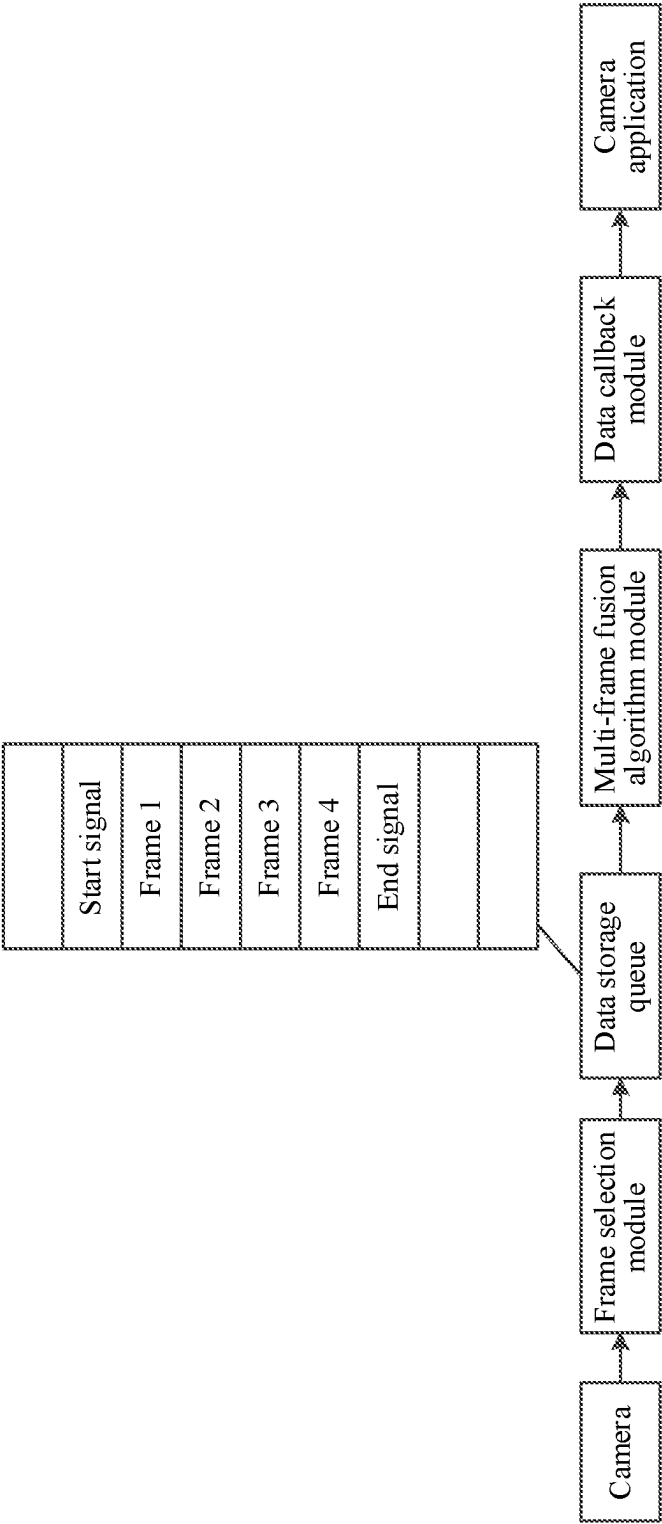 Start signal
Frame 1
Frame 2
Frame 3
Frame 4
End signal
Camera
Frame selection
module
Data storage
queue
Multi-frame fusion
algorithm module
Data callback
module
Camera
application